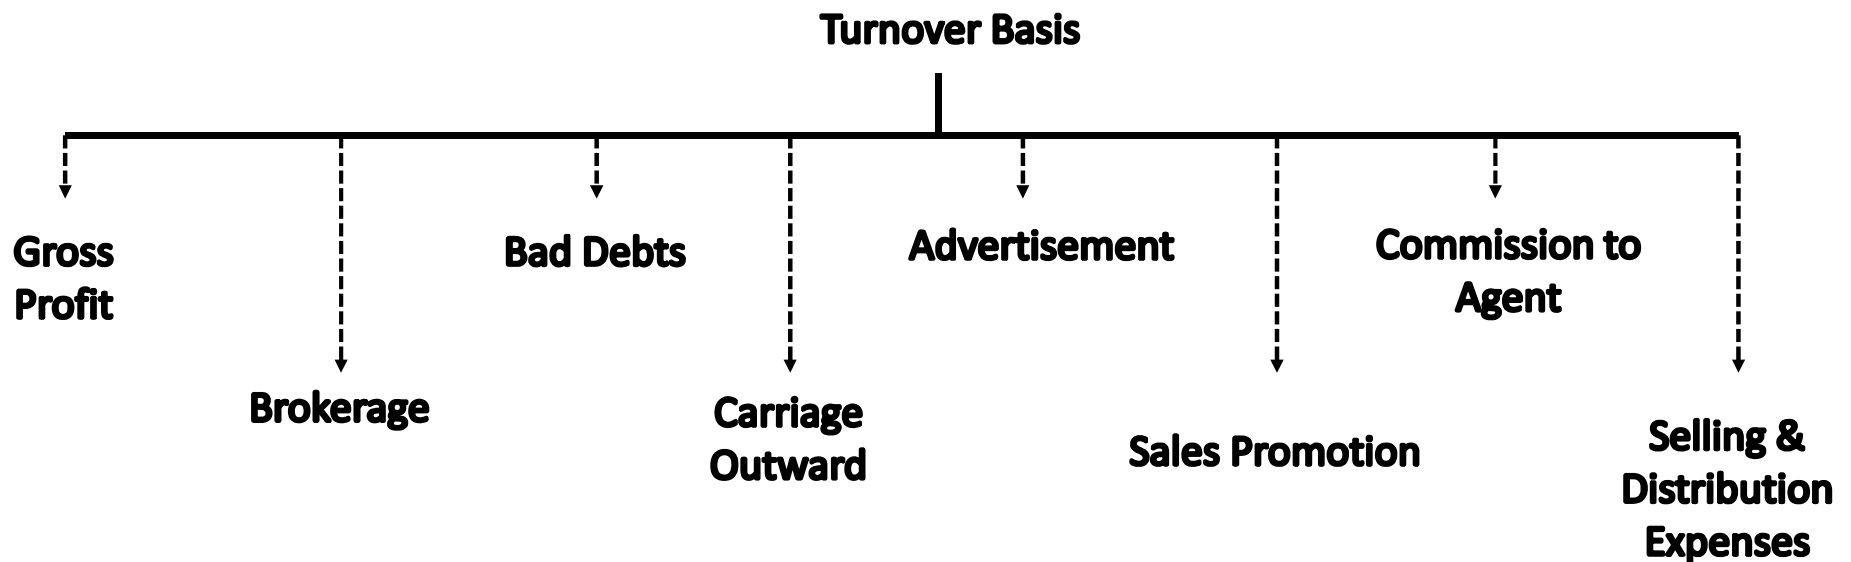 Turnover Basis
Gross
Profit
Bad Debts
Advertisement
Commission to
Agent
Brokerage
Carriage
Outward
Sales Promotion
Selling &
Distribution
Expenses